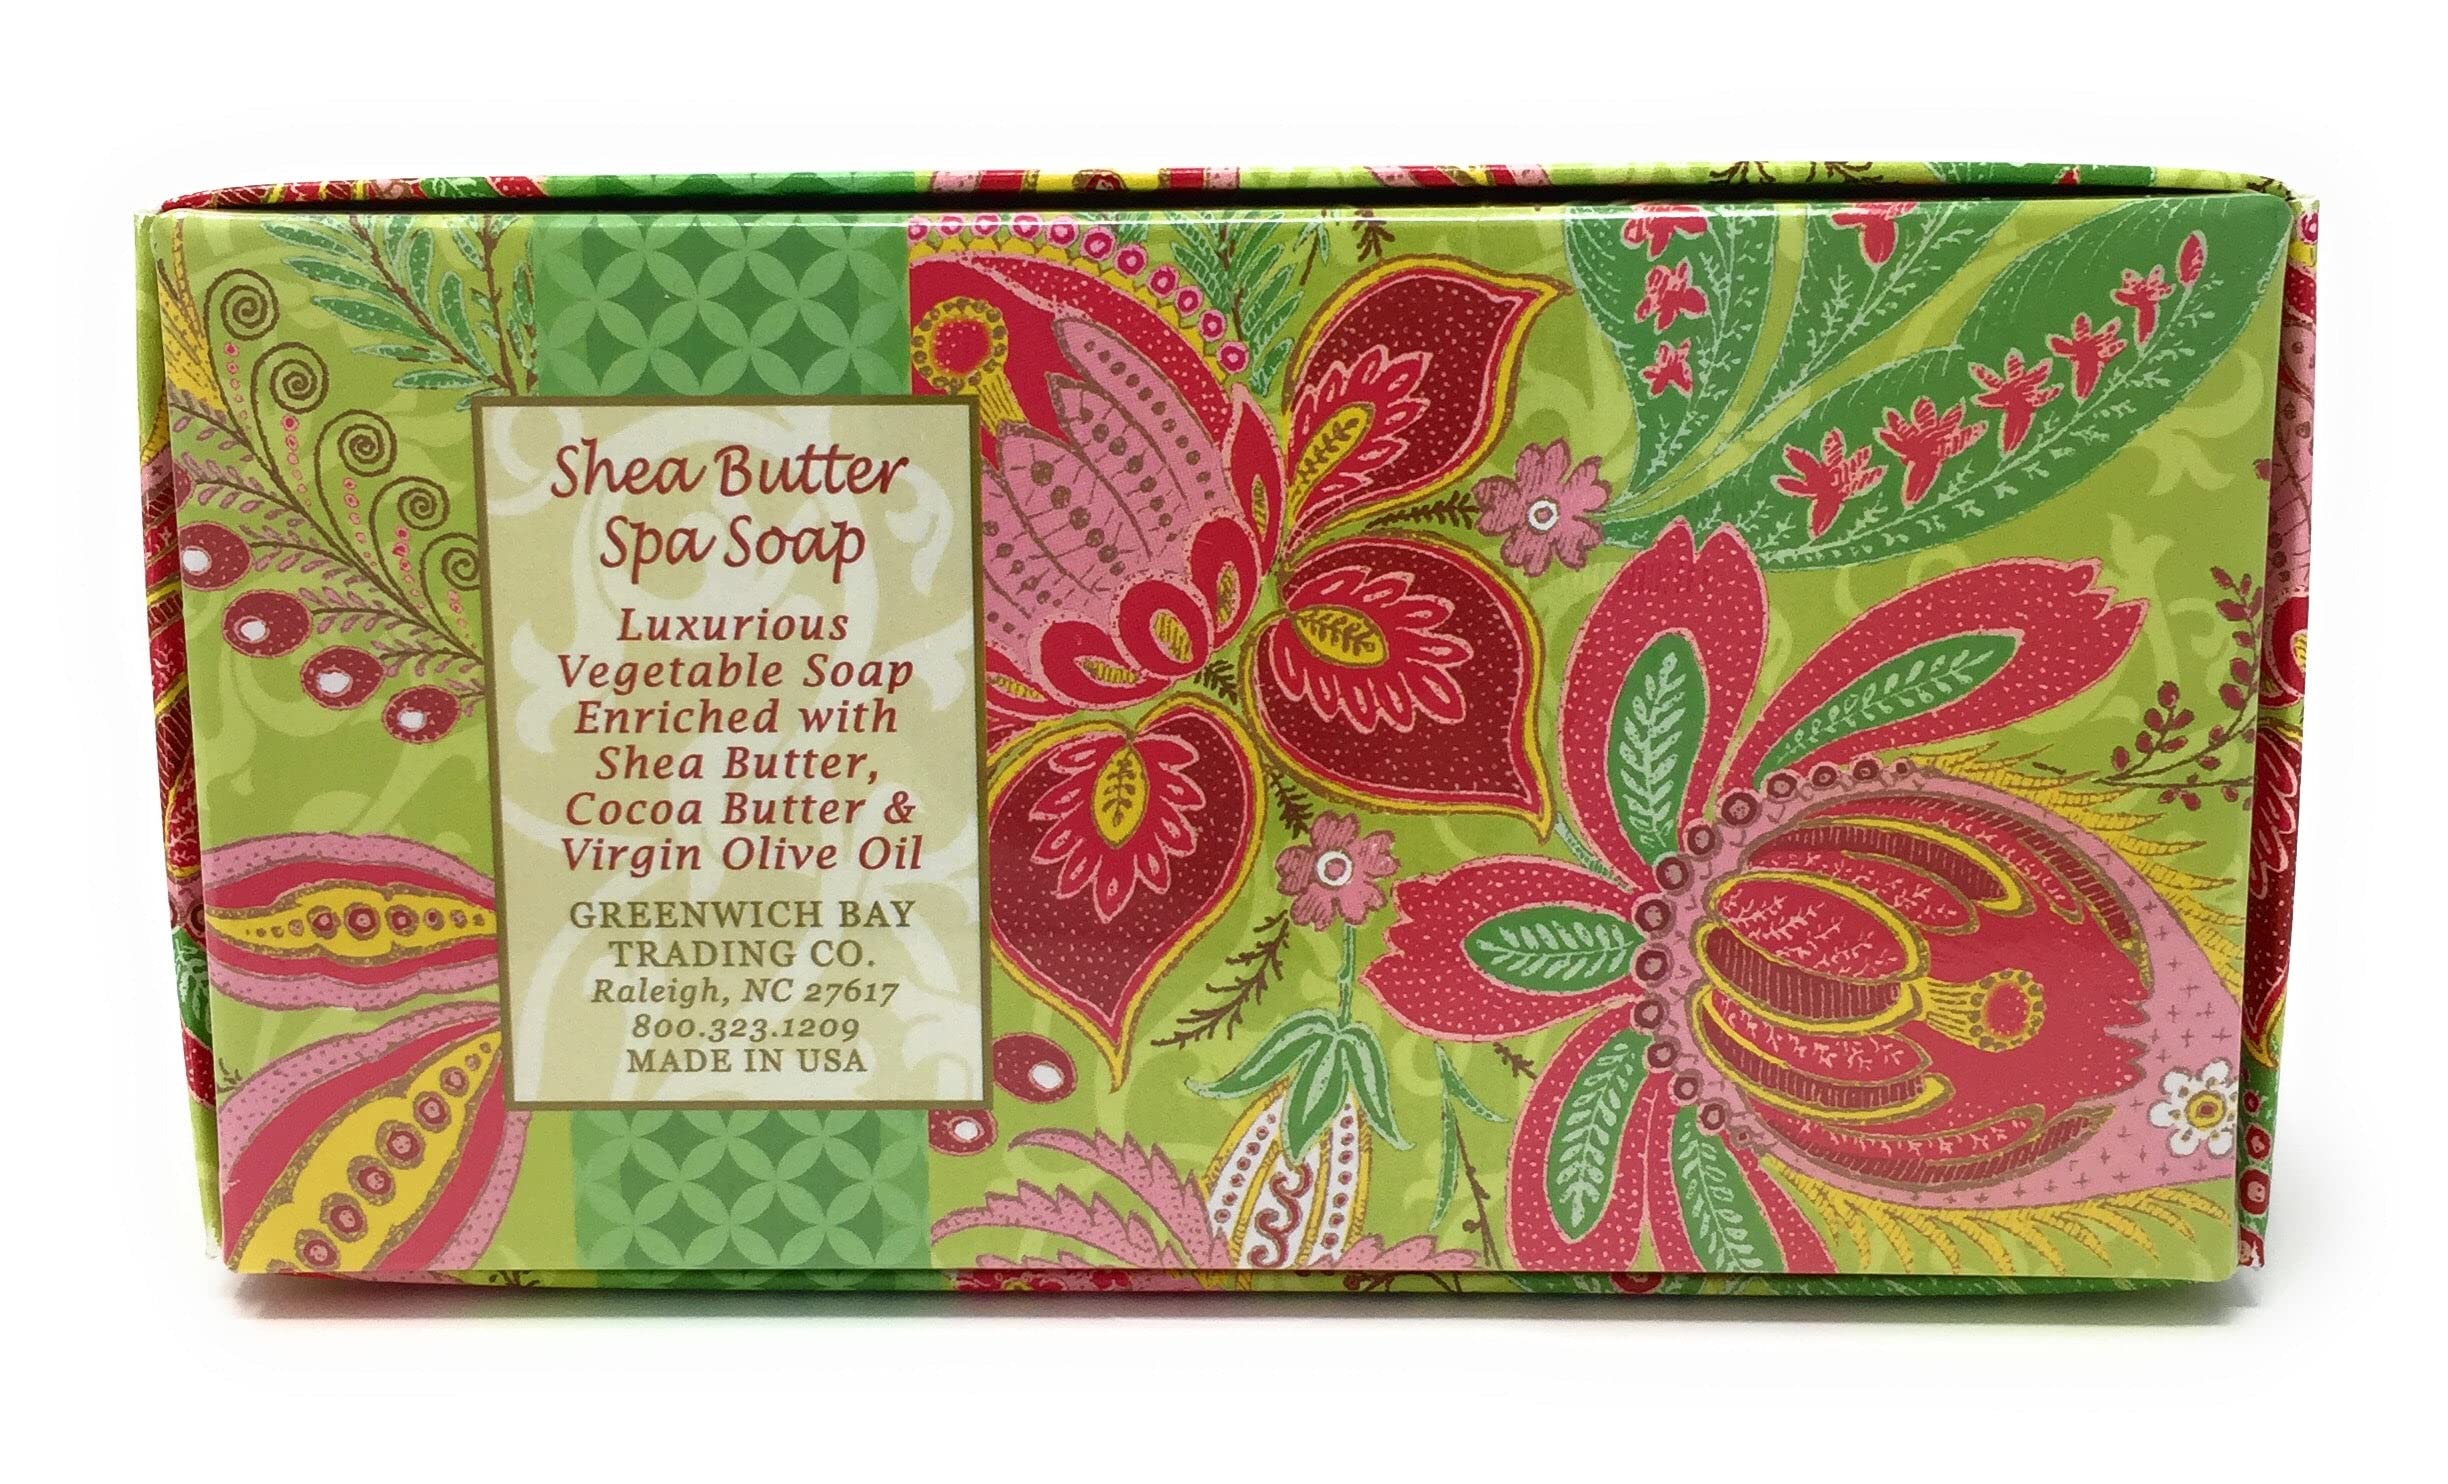 Shea Butter
Spa Soap
Luxurious
Vegetable Soap
Enriched with
Shea Butter,
Cocoa Butter &
Virgin Olive Oil
GREENWICH BAY
TRADING CO.
Raleigh, NC 27617
800.323.1209
MADE IN USA